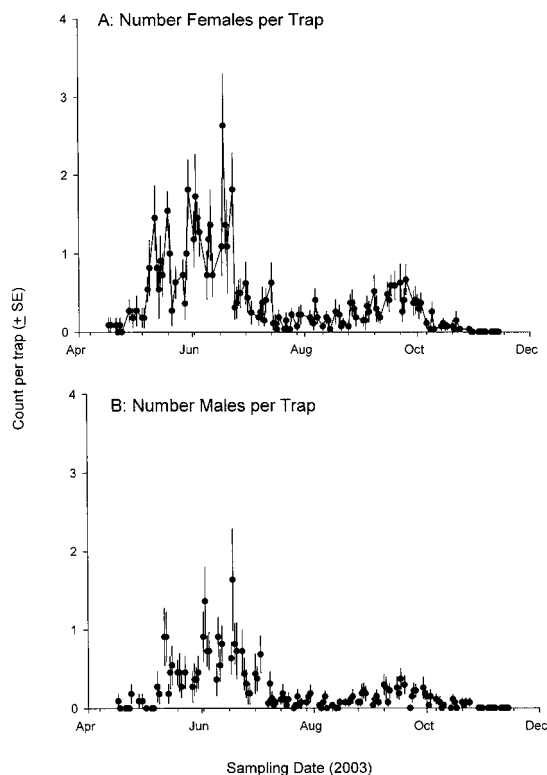 A: Number Females per Trap
4
3
2
1
0
Apr Jun Aug Oct Dec
Count per trap (± SE)
B: Number Males per Trap
4
3
2
1
0
Apr Jun Aug Oct Dec
Sampling Date (2003)